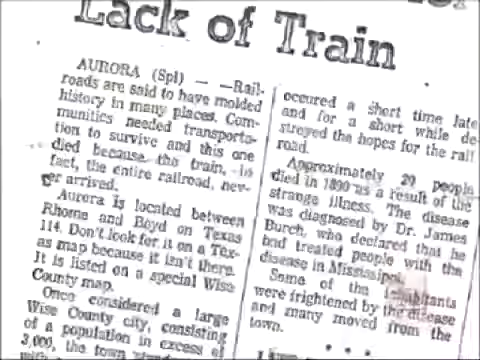 Lack of Train
AURORA (Spl) — —Rail-
roads are said to have molded
history in many places. Com-
munities needed transporta-
tion to survive and this one
died because the train, in
fact, the entire railroad, nev-
er arrived.
Aurora is located between
Rhome and Boyd on Texas
114. Don't look for it on a Tex-
as map because it isn't there.
It is listed on a special Wise
County map.
Once considered a large
Wise County city, consisting
of a population in excess of
3,000, the town
occured a short time late
and for a short while de-
stroyed the hopes for the rail
road.
Approximately 20 people
died in 1890 as a result of the
strange illness. The disease
was diagnosed by Dr. James
Burch, who declared that he
had treated people with the
disease in Mississippi.
Some of the inhabitants
were frightened by the disease
and many moved from the
town.